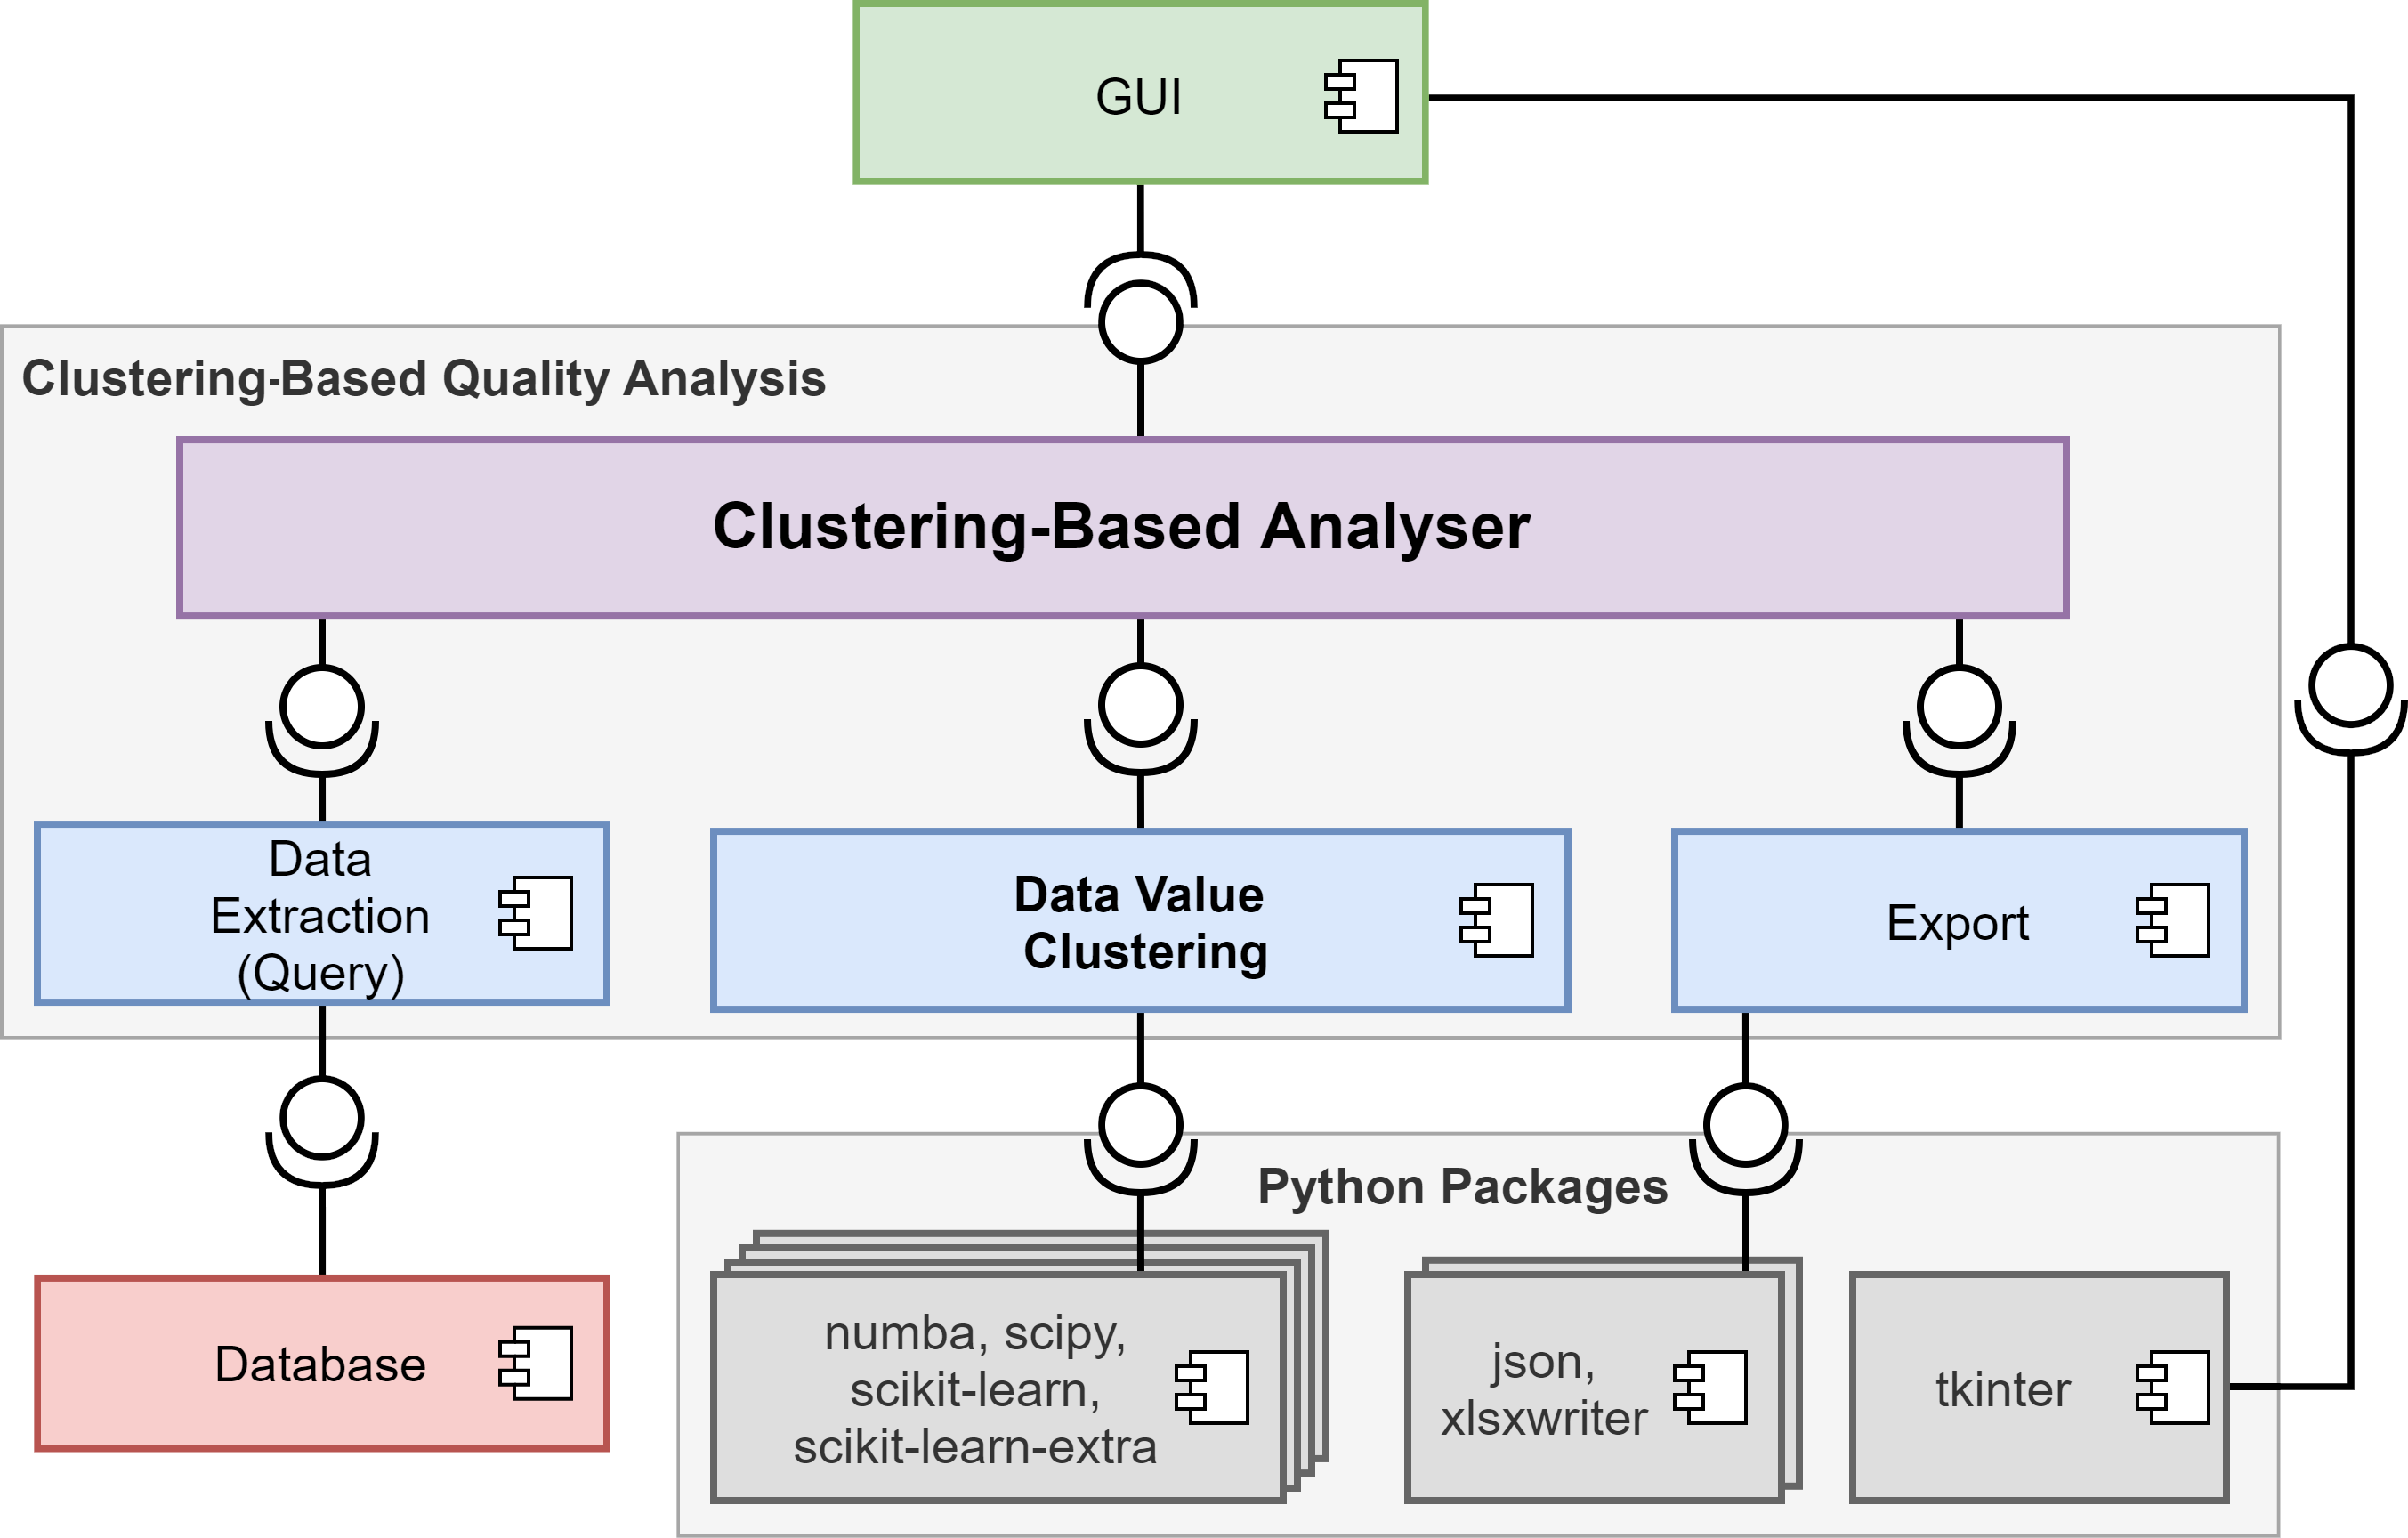 GUI
Clustering-Based Quality Analysis
Clustering-Based Analyser
Data
Extraction
(Query)
Data Value
Clustering
Export
Python Packages
Database
numba, scipy,
scikit-learn,
scikit-learn-extra
json,
xlsxwriter
tkinter